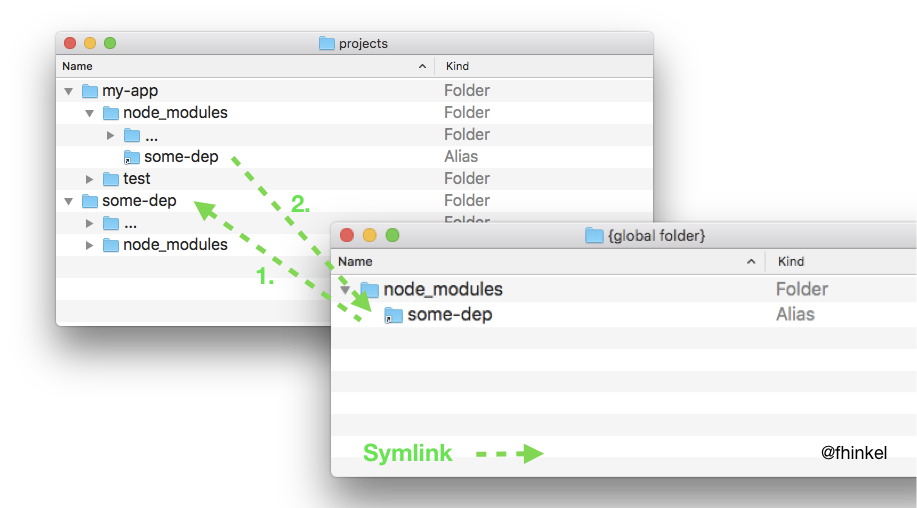 projects
Name Kind
my-app Folder
node_modules Folder
... Folder
some-dep Alias
test Folder
some-dep Folder
... Folder
node_modules
2.
1.
{global folder}
Name Kind
node_modules Folder
some-dep Alias
Symlink
@fhinkel